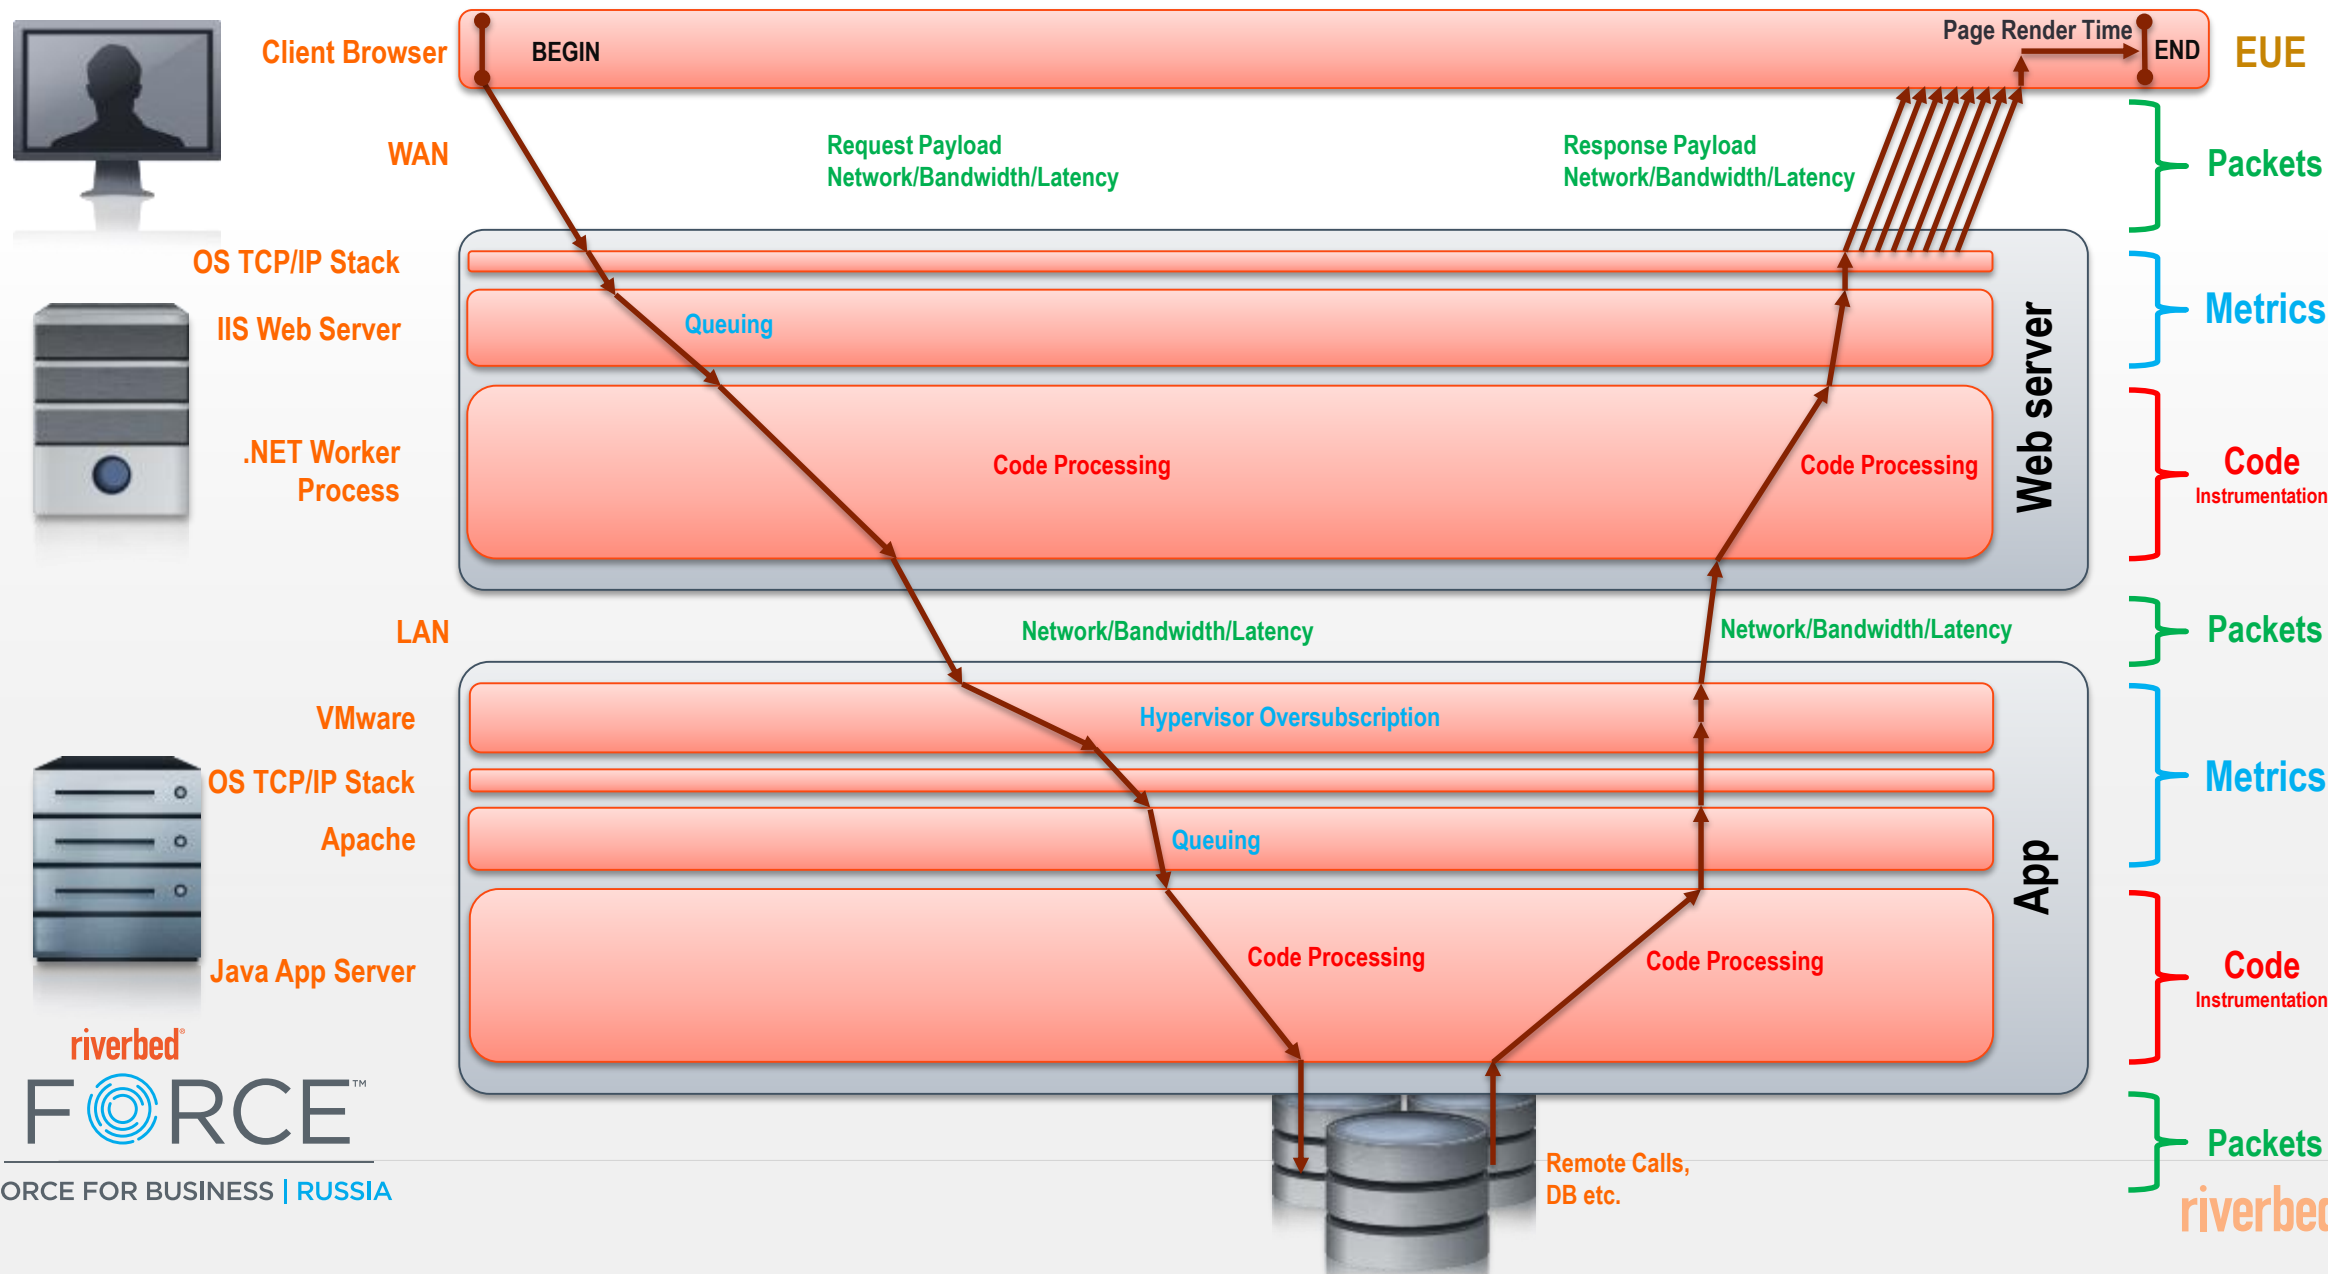 Client Browser
BEGIN
Page Render Time
END
EUE
WAN
Request Payload
Network/Bandwidth/Latency
Response Payload
Network/Bandwidth/Latency
Packets
OS TCP/IP Stack
IIS Web Server
Queuing
Metrics
.NET Worker
Process
Code Processing
Code Processing
Web server
Code
Instrumentation
LAN
Network/Bandwidth/Latency
Network/Bandwidth/Latency
Packets
VMware
Hypervisor Oversubscription
OS TCP/IP Stack
Metrics
Apache
Queuing
App
Java App Server
Code Processing
Code Processing
Code
Instrumentation
riverbed®
FORCE™
ORCE FOR BUSINESS | RUSSIA
Remote Calls,
DB etc.
Packets
riverbed